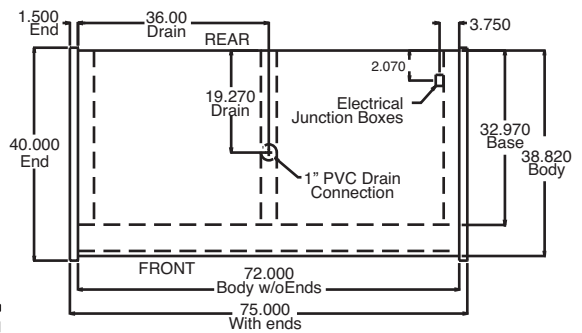 1.500
End
36.00
Drain
REAR
3.750
2.070
19.270
Drain
Electrical
Junction Boxes
40.000
End
32.970
Base
38.820
Body
1" PVC Drain
Connection
FRONT
72.000
Body w/oEnds
75.000
With ends